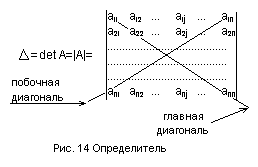 a₁₁ a₁₂ ... a₁ⱼ ... a₁ₙ
a₂₁ a₂₂ ... a₂ⱼ ... a₂ₙ
△ = det A=|A|=
aₙ₁ aₙ₂ ... aₙⱼ ... aₙₙ
побочная
диагональ
главная
диагональ
Рис. 14 Определитель